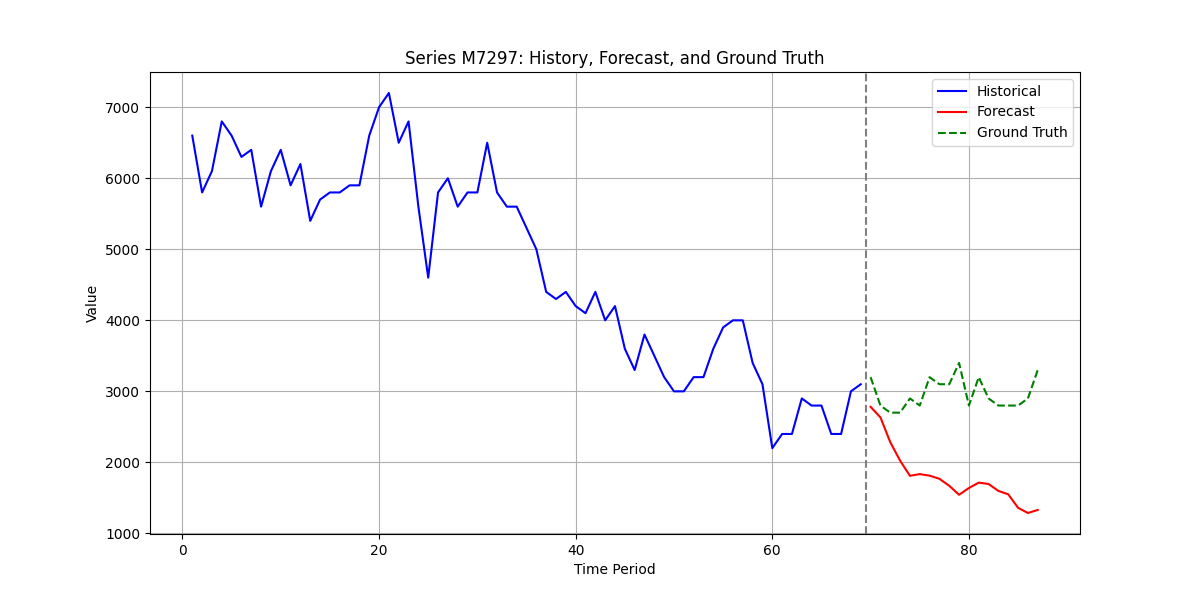 Series M7297: History, Forecast, and Ground Truth
Historical
Forecast
Ground Truth
7000
6000
5000
4000
3000
2000
1000
Value
0
20
40
60
80
Time Period